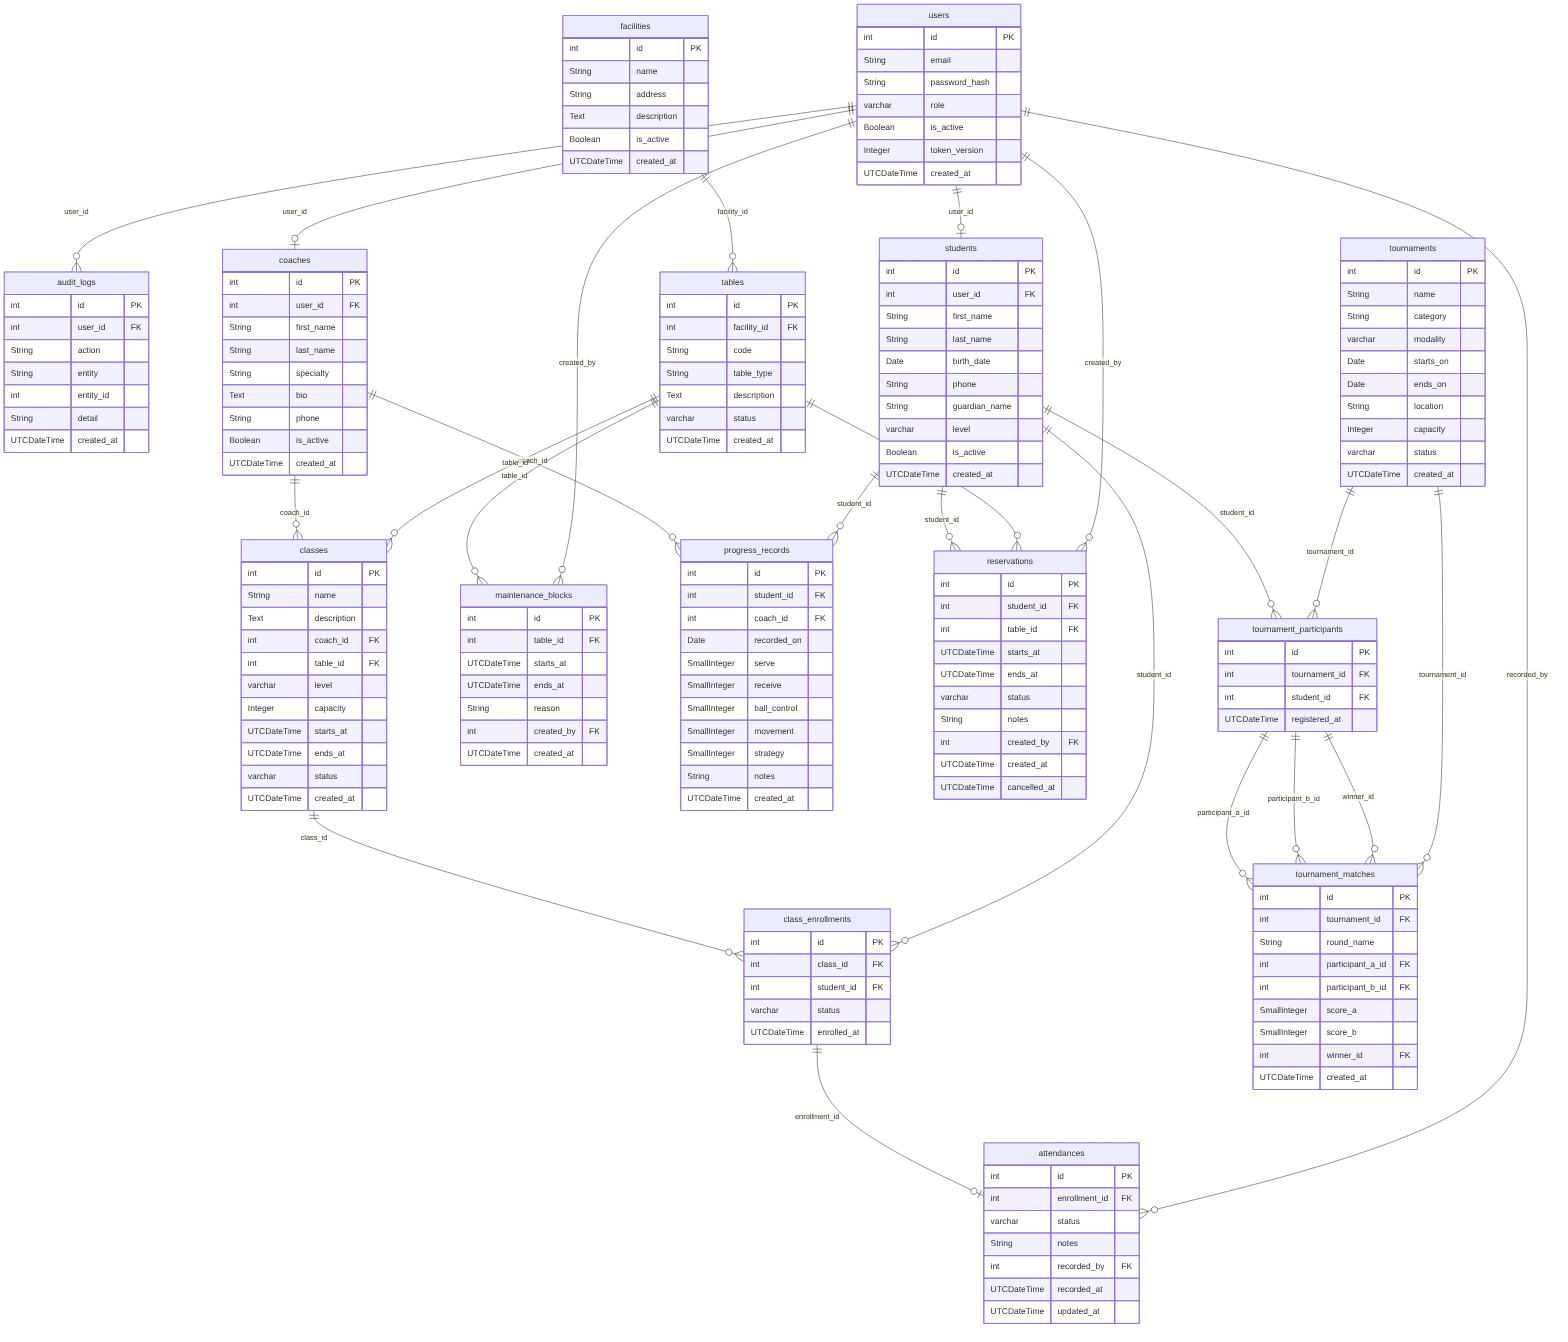 facilities
int id PK
String name
String address
Text description
Boolean is_active
UTCDateTime created_at
users
int id PK
String email
String password_hash
varchar role
Boolean is_active
Integer token_version
UTCDateTime created_at
user_id
user_id
facility_id
user_id
audit_logs
int id PK
int user_id FK
String action
String entity
int entity_id
String detail
UTCDateTime created_at
coaches
int id PK
int user_id FK
String first_name
String last_name
String specialty
Text bio
String phone
Boolean is_active
UTCDateTime created_at
created_by
tables
int id PK
int facility_id FK
String code
String table_type
Text description
varchar status
UTCDateTime created_at
students
int id PK
int user_id FK
String first_name
String last_name
Date birth_date
String phone
String guardian_name
varchar level
Boolean is_active
UTCDateTime created_at
created_by
tournaments
int id PK
String name
String category
varchar modality
Date starts_on
Date ends_on
String location
Integer capacity
varchar status
UTCDateTime created_at
coach_id
table_id
coach_id
table_id
student_id
student_id
student_id
tournament_id
classes
int id PK
String name
Text description
int coach_id FK
int table_id FK
varchar level
Integer capacity
UTCDateTime starts_at
UTCDateTime ends_at
varchar status
UTCDateTime created_at
maintenance_blocks
int id PK
int table_id FK
UTCDateTime starts_at
UTCDateTime ends_at
String reason
int created_by FK
UTCDateTime created_at
progress_records
int id PK
int student_id FK
int coach_id FK
Date recorded_on
SmallInteger serve
SmallInteger receive
SmallInteger ball_control
SmallInteger movement
SmallInteger strategy
String notes
UTCDateTime created_at
reservations
int id PK
int student_id FK
int table_id FK
UTCDateTime starts_at
UTCDateTime ends_at
varchar status
String notes
int created_by FK
UTCDateTime created_at
UTCDateTime cancelled_at
student_id
tournament_participants
int id PK
int tournament_id FK
int student_id FK
UTCDateTime registered_at
tournament_id
recorded_by
class_id
participant_a_id
participant_b_id
winner_id
class_enrollments
int id PK
int class_id FK
int student_id FK
varchar status
UTCDateTime enrolled_at
tournament_matches
int id PK
int tournament_id FK
String round_name
int participant_a_id FK
int participant_b_id FK
SmallInteger score_a
SmallInteger score_b
int winner_id FK
UTCDateTime created_at
enrollment_id
attendances
int id PK
int enrollment_id FK
varchar status
String notes
int recorded_by FK
UTCDateTime recorded_at
UTCDateTime updated_at